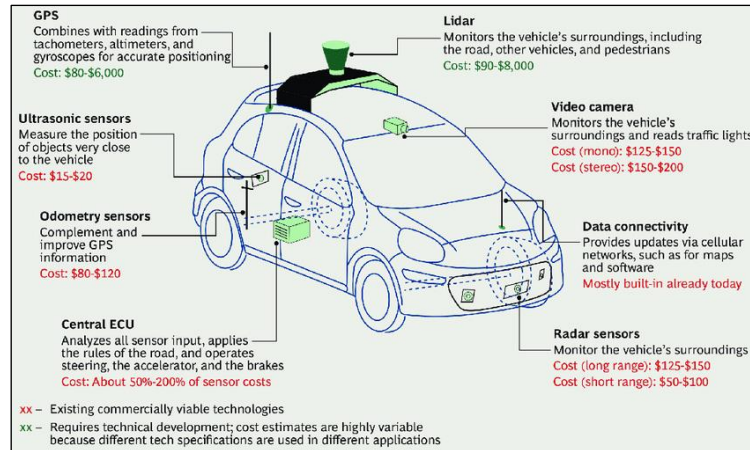 GPS
Combines with readings from
tachometers, altimeters, and
gyroscopes for accurate positioning
Cost: $80-$6,000
Lidar
Monitors the vehicle's surroundings, including
the road, other vehicles, and pedestrians
Cost: $90-$8,000
Ultrasonic sensors
Measure the position
of objects very close
to the vehicle
Cost: $15-$20
Video camera
Monitors the vehicle's
surroundings and reads traffic lights
Cost (mono): $125-$150
Cost (stereo): $150-$200
Odometry sensors
Complement and
improve GPS
information
Cost: $80-$120
Data connectivity
Provides updates via cellular
networks, such as for maps
and software
Mostly built-in already today
Central ECU
Analyzes all sensor input, applies
the rules of the road, and operates
steering, the accelerator, and the brakes
Cost: About 50%-200% of sensor costs
Radar sensors
Monitor the vehicle's surroundings
Cost (long range): $125-$150
Cost (short range): $50-$100
xx – Existing commercially viable technologies
xx – Requires technical development; cost estimates are highly variable
because different tech specifications are used in different applications